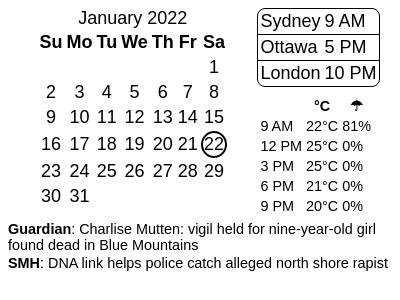 January 2022
Su Mo Tu We Th Fr Sa
1
2 3 4 5 6 7 8
9 10 11 12 13 14 15
16 17 18 19 20 21 22
23 24 25 26 27 28 29
30 31
Sydney 9 AM
Ottawa 5 PM
London 10 PM
°C ☂
9 AM 22°C 81%
12 PM 25°C 0%
3 PM 25°C 0%
6 PM 21°C 0%
9 PM 20°C 0%
Guardian: Charlise Mutten: vigil held for nine-year-old girl
found dead in Blue Mountains
SMH: DNA link helps police catch alleged north shore rapist